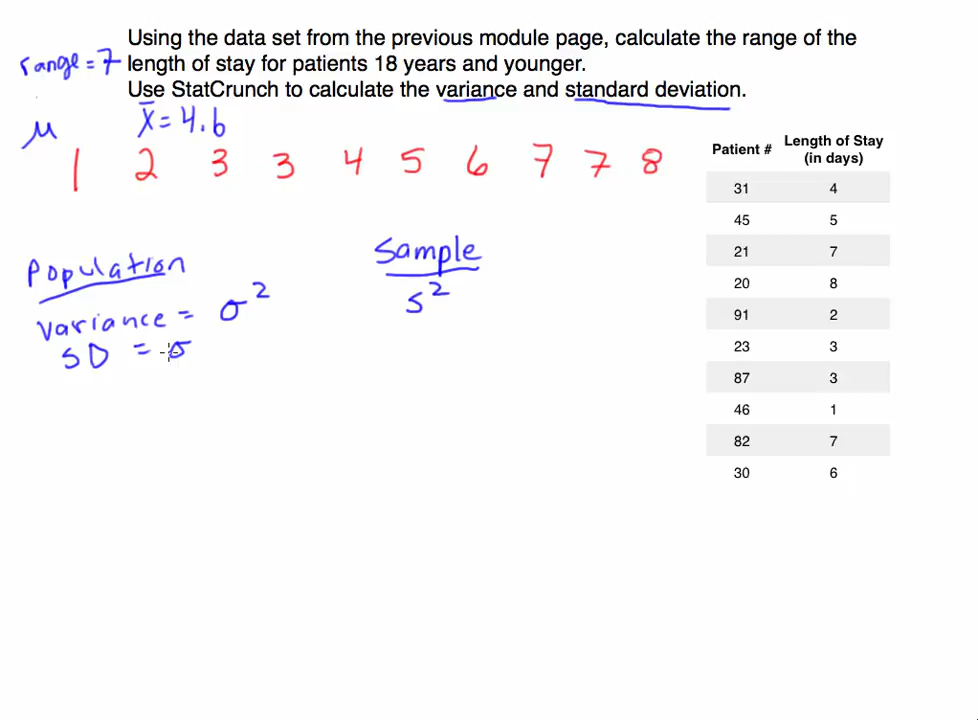 Using the data set from the previous module page, calculate the range of the
range = 7 length of stay for patients 18 years and younger.
Use StatCrunch to calculate the variance and standard deviation.
μ x̄ = 4.6
1 2 3 3 4 5 6 7 7 8
Patient # Length of Stay (in days)
31 4
45 5
21 7
20 8
91 2
23 3
87 3
46 1
82 7
30 6
Population Sample
variance = σ² s²
SD = σ